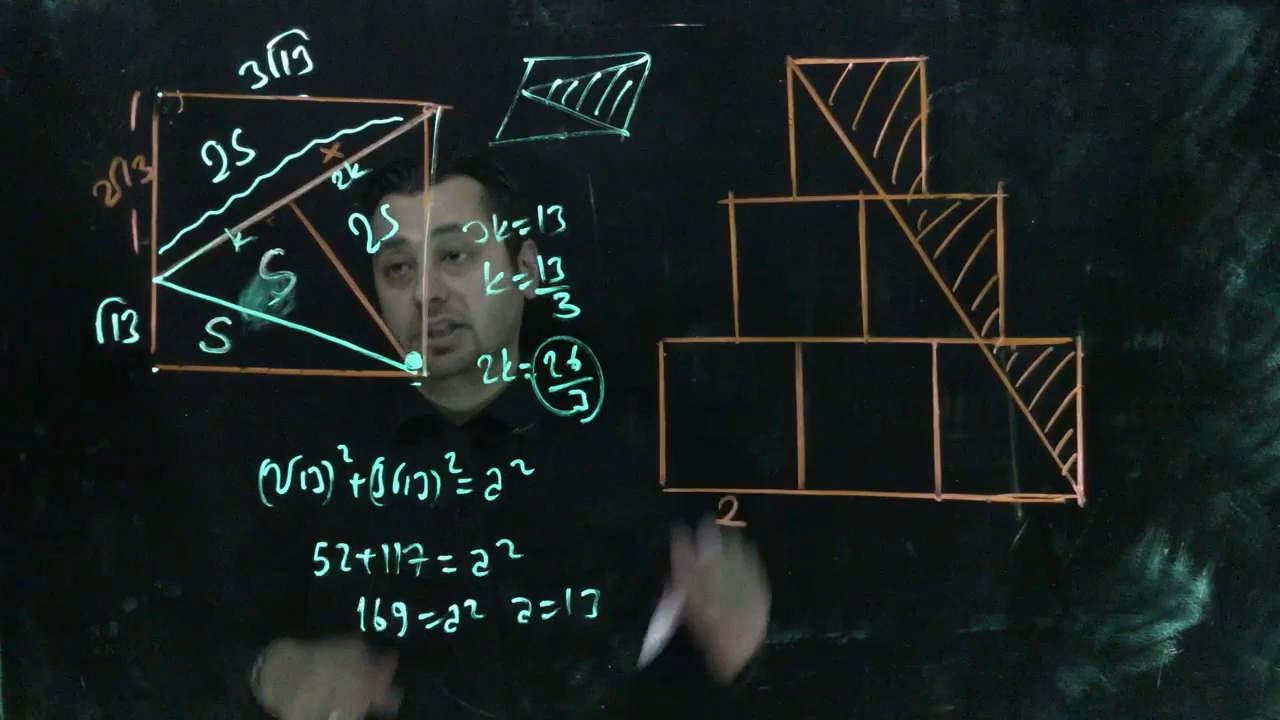 3√13
2√13
2S
x
2k
k
2S
S
S
√13
3k=13
k=13/3
2k=26/3
(2√13)²+(3√13)²=a²
52+117=a²
169=a² a=13
2